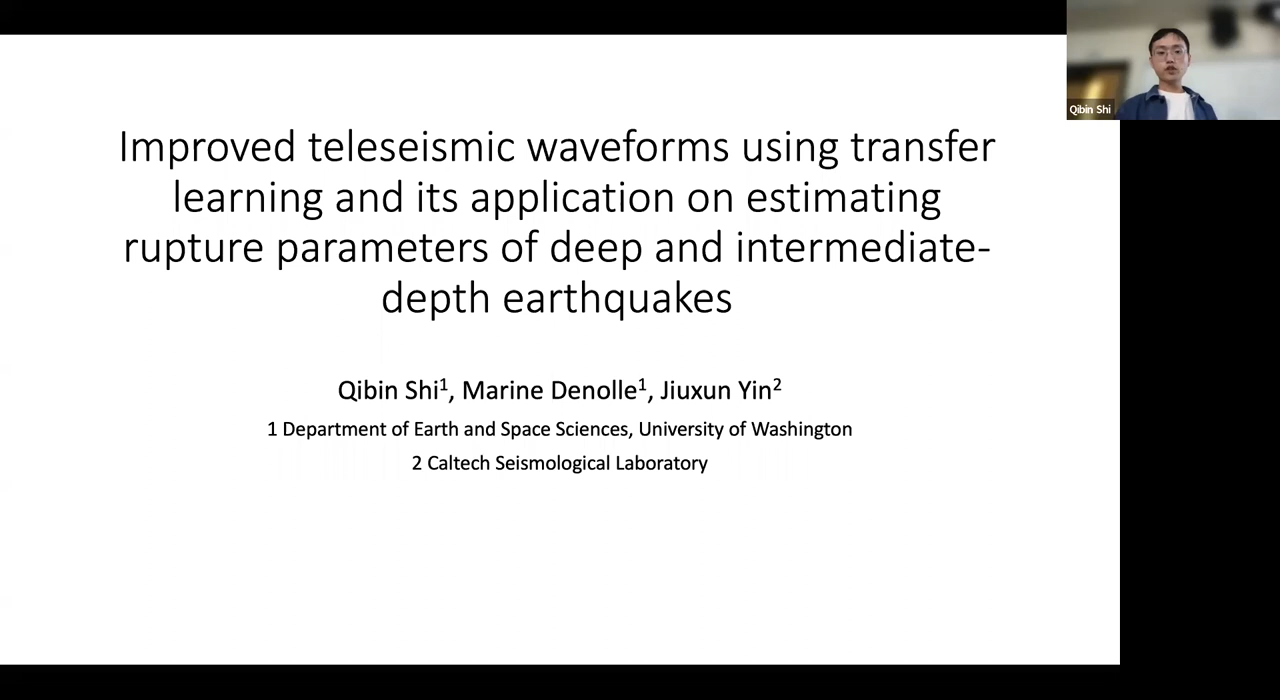 Improved teleseismic waveforms using transfer
learning and its application on estimating
rupture parameters of deep and intermediate-
depth earthquakes
Qibin Shi¹, Marine Denolle¹, Jiuxun Yin²
1 Department of Earth and Space Sciences, University of Washington
2 Caltech Seismological Laboratory
Qibin Shi